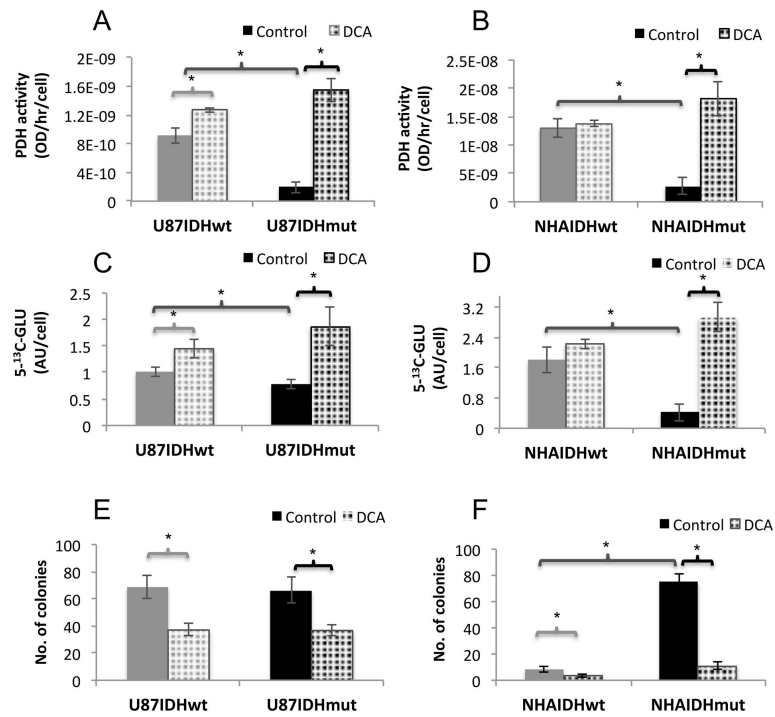 A
Control DCA
PDH activity
(OD/hr/cell)
2E-09
1.6E-09
1.2E-09
8E-10
4E-10
0
*
*
*
U87IDHwt U87IDHmut
B
Control DCA
PDH activity
(OD/hr/cell)
2.5E-08
2E-08
1.5E-08
1E-08
5E-09
0
*
*
NHAIDHwt NHAIDHmut
C
Control DCA
5-13C-GLU
(AU/cell)
2.5
2
1.5
1
0.5
0
*
*
*
U87IDHwt U87IDHmut
D
Control DCA
5-13C-GLU
(AU/cell)
3.2
2.4
1.6
0.8
0
*
*
NHAIDHwt NHAIDHmut
E
Control DCA
No. of colonies
100
80
60
40
20
0
*
*
U87IDHwt U87IDHmut
F
Control DCA
No. of colonies
100
80
60
40
20
0
*
*
*
NHAIDHwt NHAIDHmut